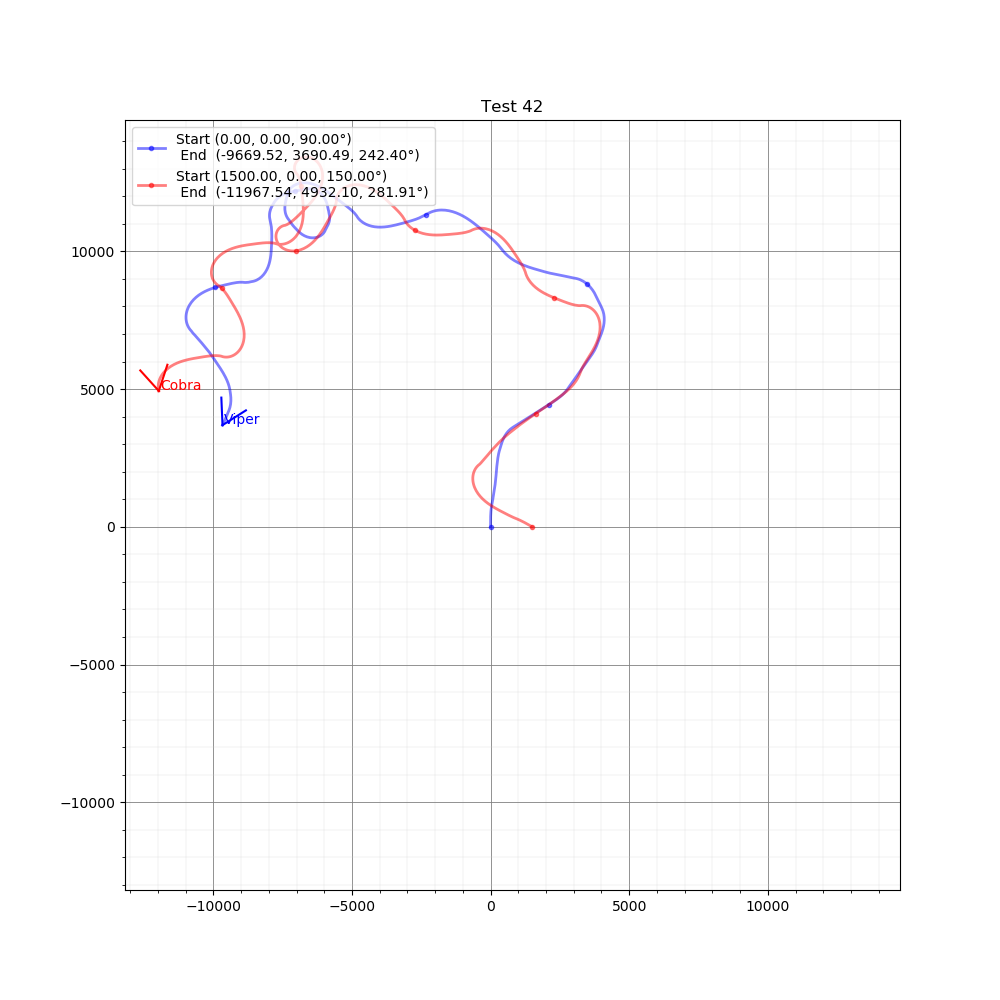 Test 42
Start (0.00, 0.00, 90.00°)
End  (-9669.52, 3690.49, 242.40°)
Start (1500.00, 0.00, 150.00°)
End  (-11967.54, 4932.10, 281.91°)
10000
5000
0
−5000
−10000
Cobra
Viper
−10000
−5000
0
5000
10000